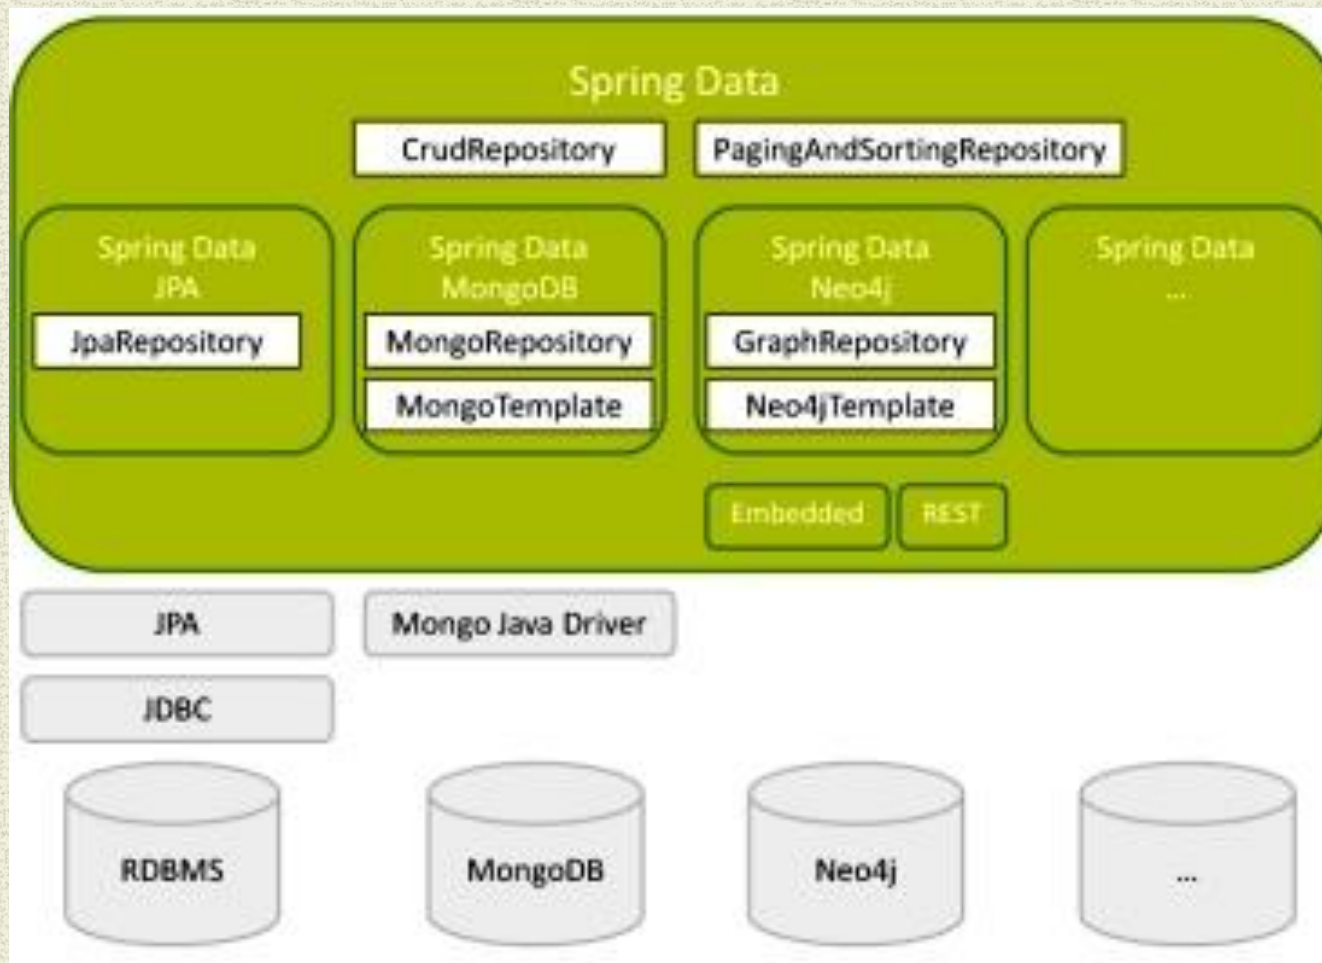 Spring Data
CrudRepository
PagingAndSortingRepository
Spring Data
JPA
JpaRepository
Spring Data
MongoDB
MongoRepository
MongoTemplate
Spring Data
Neo4j
GraphRepository
Neo4jTemplate
Spring Data
...
Embedded
REST
JPA
Mongo Java Driver
JDBC
RDBMS
MongoDB
Neo4j
...